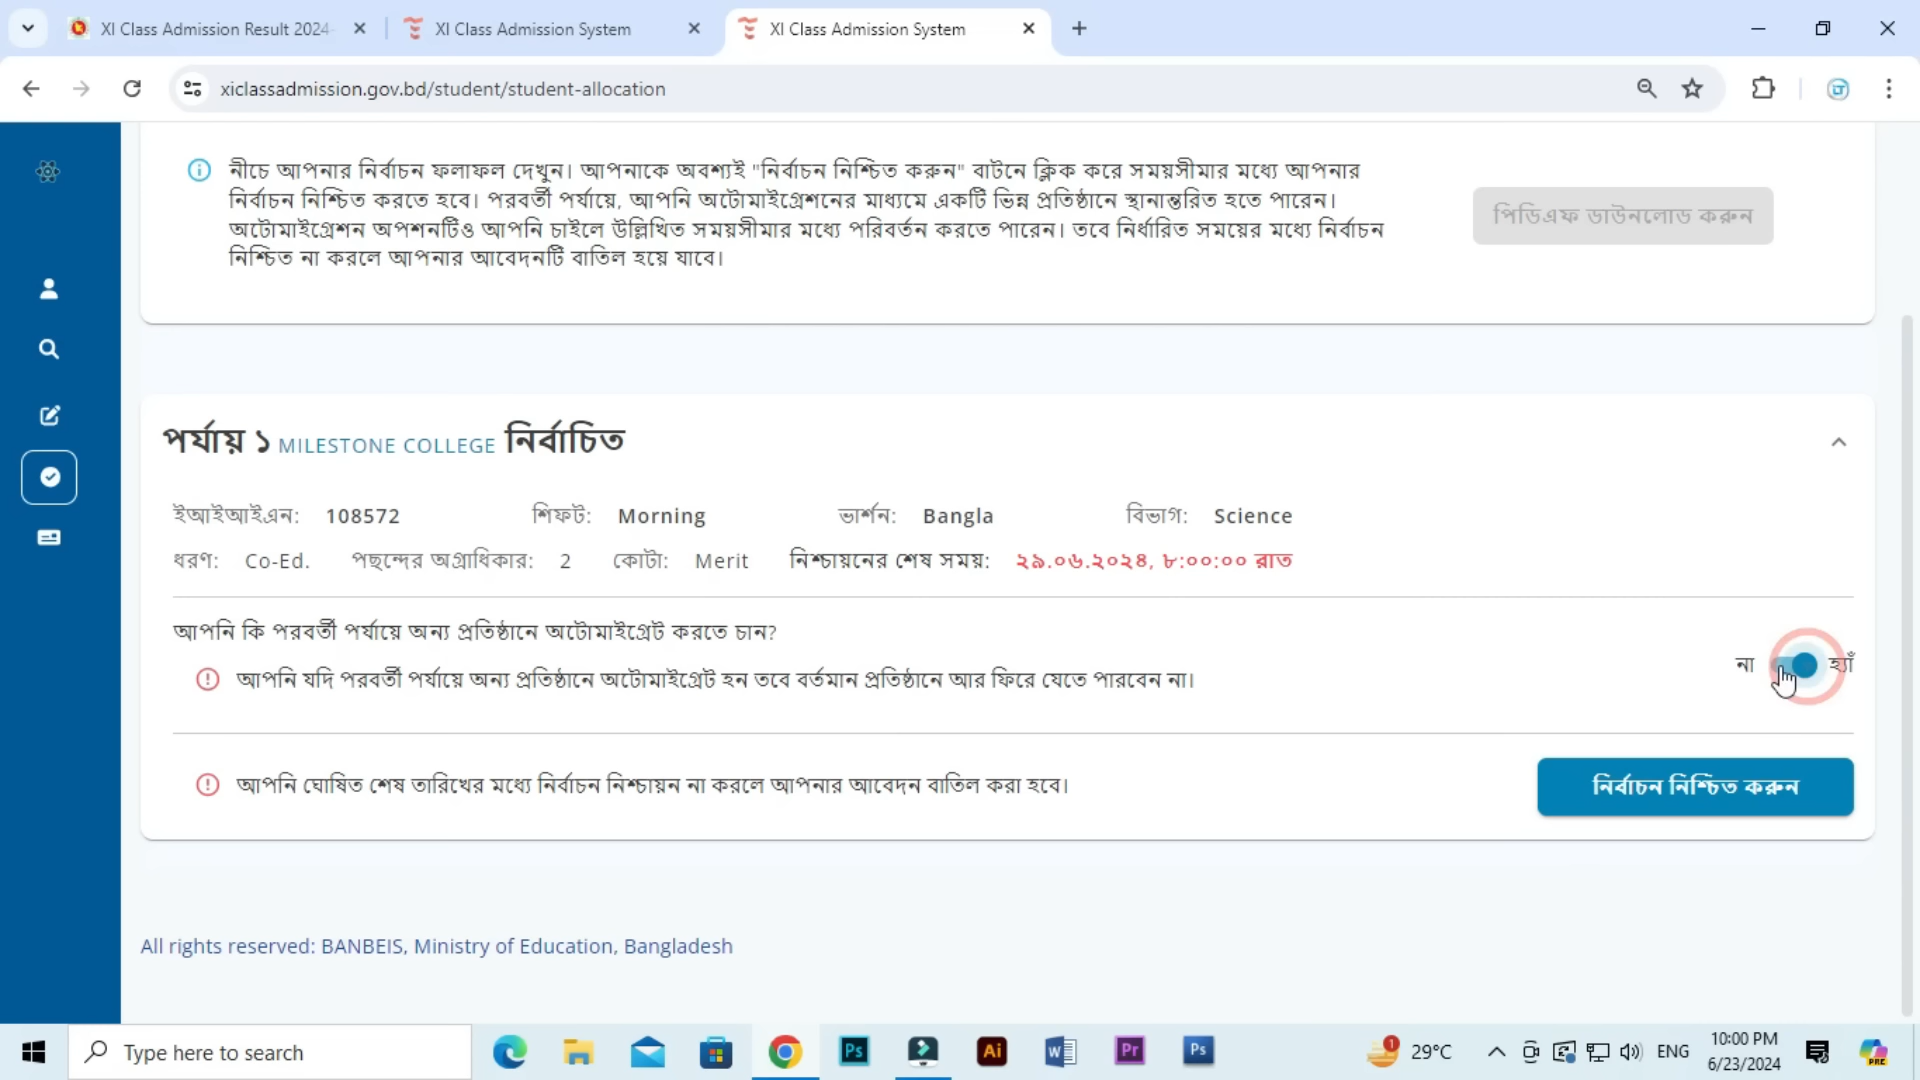 XI Class Admission Result 2024-
XI Class Admission System
XI Class Admission System
xiclassadmission.gov.bd/student/student-allocation
নীচে আপনার নির্বাচন ফলাফল দেখুন। আপনাকে অবশ্যই "নির্বাচন নিশ্চিত করুন" বাটনে ক্লিক করে সময়সীমার মধ্যে আপনার
নির্বাচন নিশ্চিত করতে হবে। পরবর্তী পর্যায়ে, আপনি অটোমাইগ্রেশনের মাধ্যমে একটি ভিন্ন প্রতিষ্ঠানে স্থানান্তরিত হতে পারেন।
অটোমাইগ্রেশন অপশনটিও আপনি চাইলে উল্লিখিত সময়সীমার মধ্যে পরিবর্তন করতে পারেন। তবে নির্ধারিত সময়ের মধ্যে নির্বাচন
নিশ্চিত না করলে আপনার আবেদনটি বাতিল হয়ে যাবে।
পিডিএফ ডাউনলোড করুন
পর্যায় ১ MILESTONE COLLEGE নির্বাচিত
ইআইআইএন: 108572 শিফট: Morning ভার্শন: Bangla বিভাগ: Science
ধরণ: Co-Ed. পছন্দের অগ্রাধিকার: 2 কোটা: Merit নিশ্চায়নের শেষ সময়: ২৯.০৬.২০২৪, ৮:০০:০০ রাত
আপনি কি পরবর্তী পর্যায়ে অন্য প্রতিষ্ঠানে অটোমাইগ্রেট করতে চান?
না হ্যাঁ
আপনি যদি পরবর্তী পর্যায়ে অন্য প্রতিষ্ঠানে অটোমাইগ্রেট হন তবে বর্তমান প্রতিষ্ঠানে আর ফিরে যেতে পারবেন না।
আপনি ঘোষিত শেষ তারিখের মধ্যে নির্বাচন নিশ্চায়ন না করলে আপনার আবেদন বাতিল করা হবে।
নির্বাচন নিশ্চিত করুন
All rights reserved: BANBEIS, Ministry of Education, Bangladesh
Type here to search
Ps
Ai
W
Pr
Ps
1
29°C
ENG
10:00 PM
6/23/2024
PRE